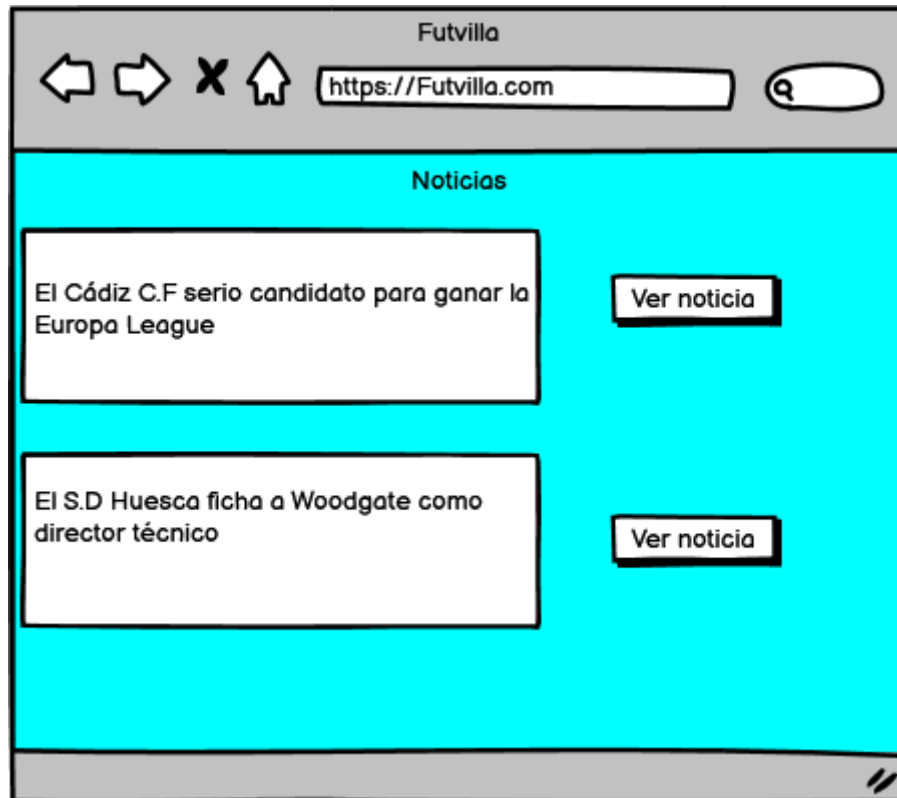 Futvilla
https://Futvilla.com
Noticias
El Cádiz C.F serio candidato para ganar la
Europa League
Ver noticia
El S.D Huesca ficha a Woodgate como
director técnico
Ver noticia